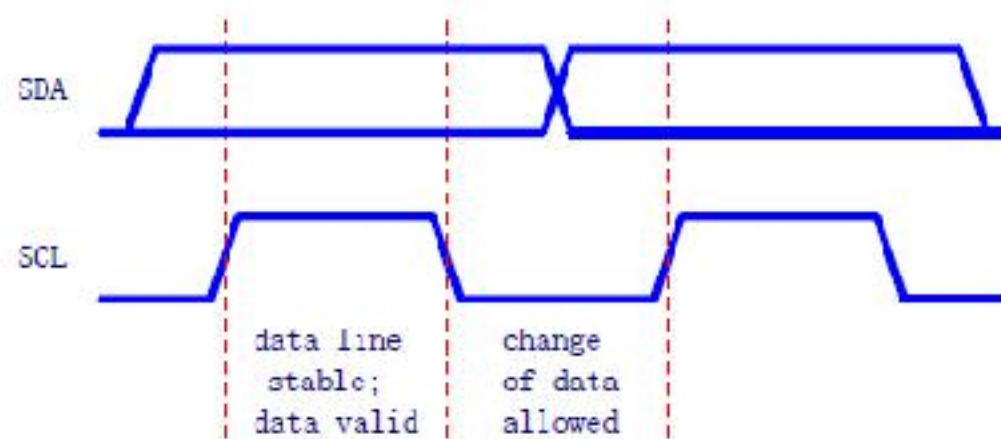 SDA
SCL
data line
stable;
data valid
change
of data
allowed